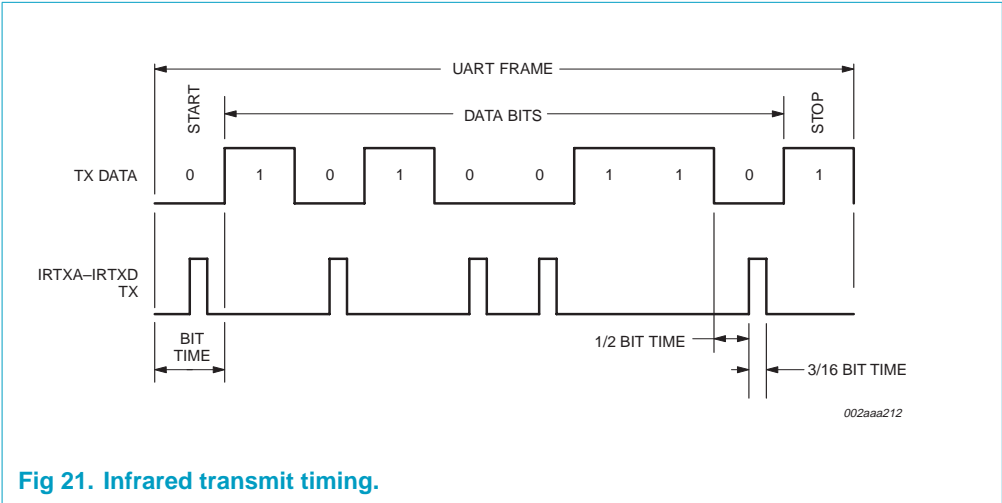 UART FRAME
START
DATA BITS
STOP
TX DATA
0 1 0 1 0 0 1 1 0 1
IRTXA–IRTXD
TX
BIT
TIME
1/2 BIT TIME
3/16 BIT TIME
002aaa212
Fig 21. Infrared transmit timing.